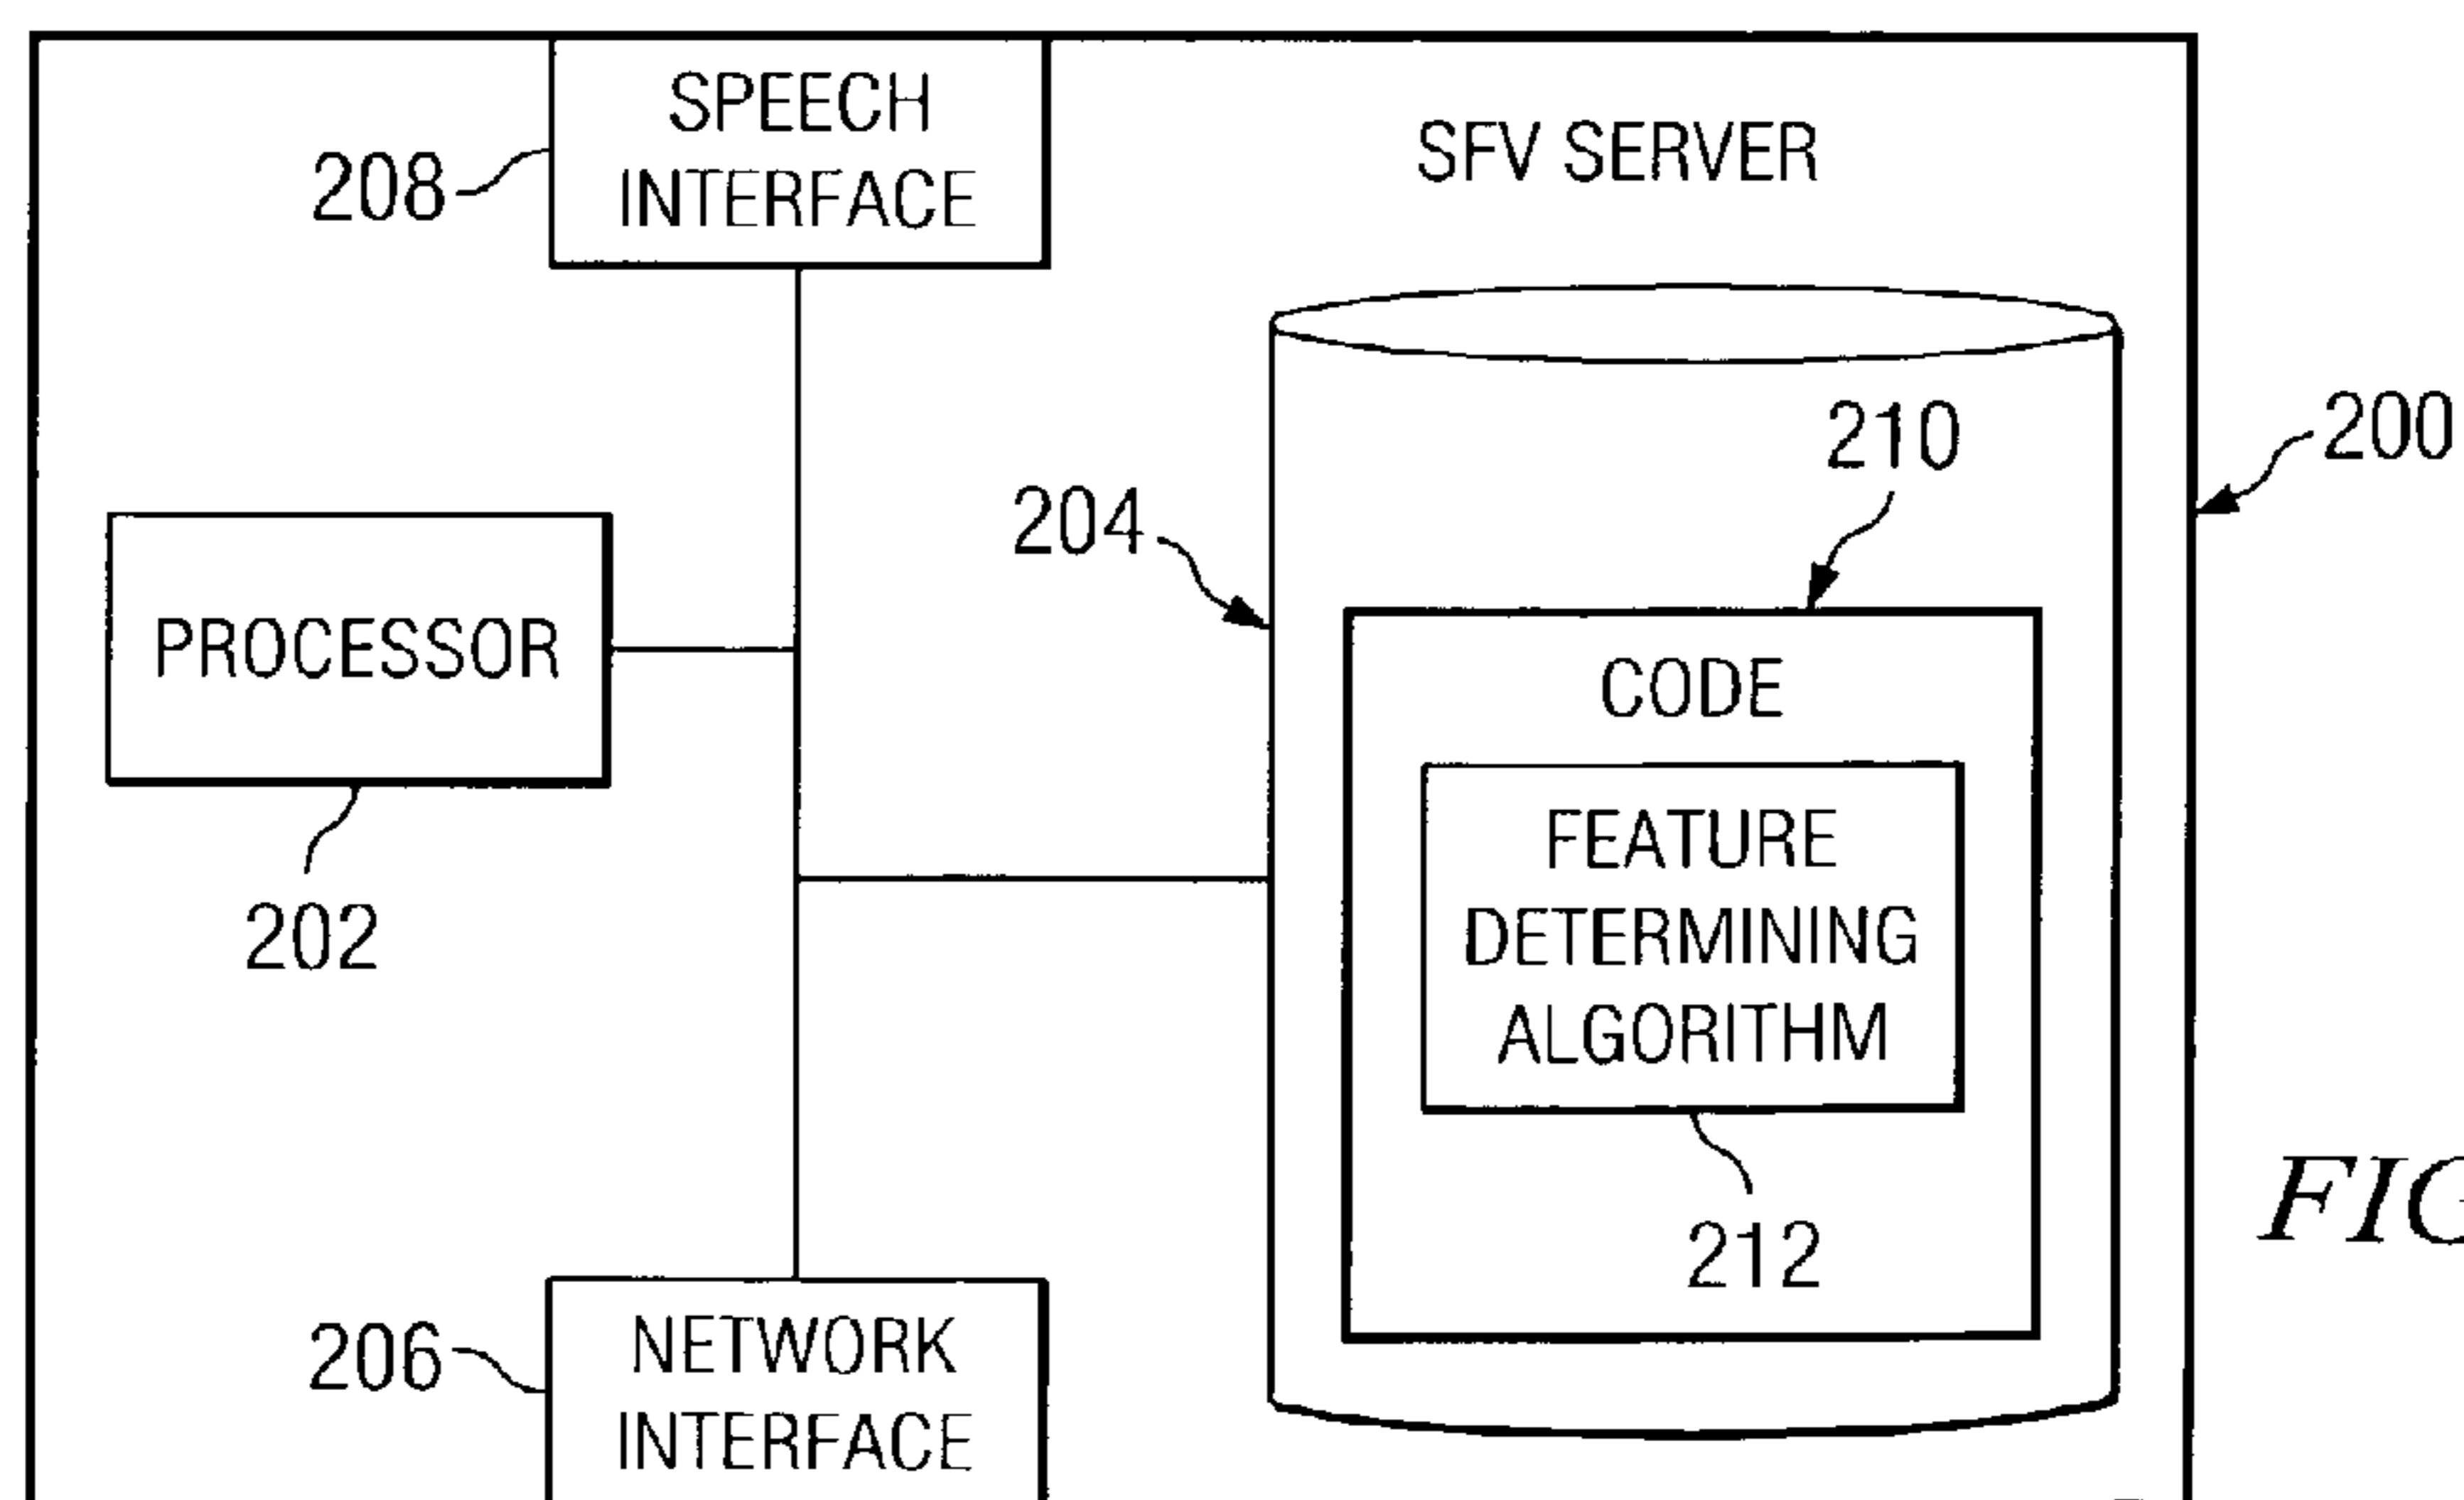 SPEECH
INTERFACE
208
SFV SERVER
210
200
204
PROCESSOR
CODE
FEATURE
DETERMINING
ALGORITHM
202
212
206
NETWORK
INTERFACE